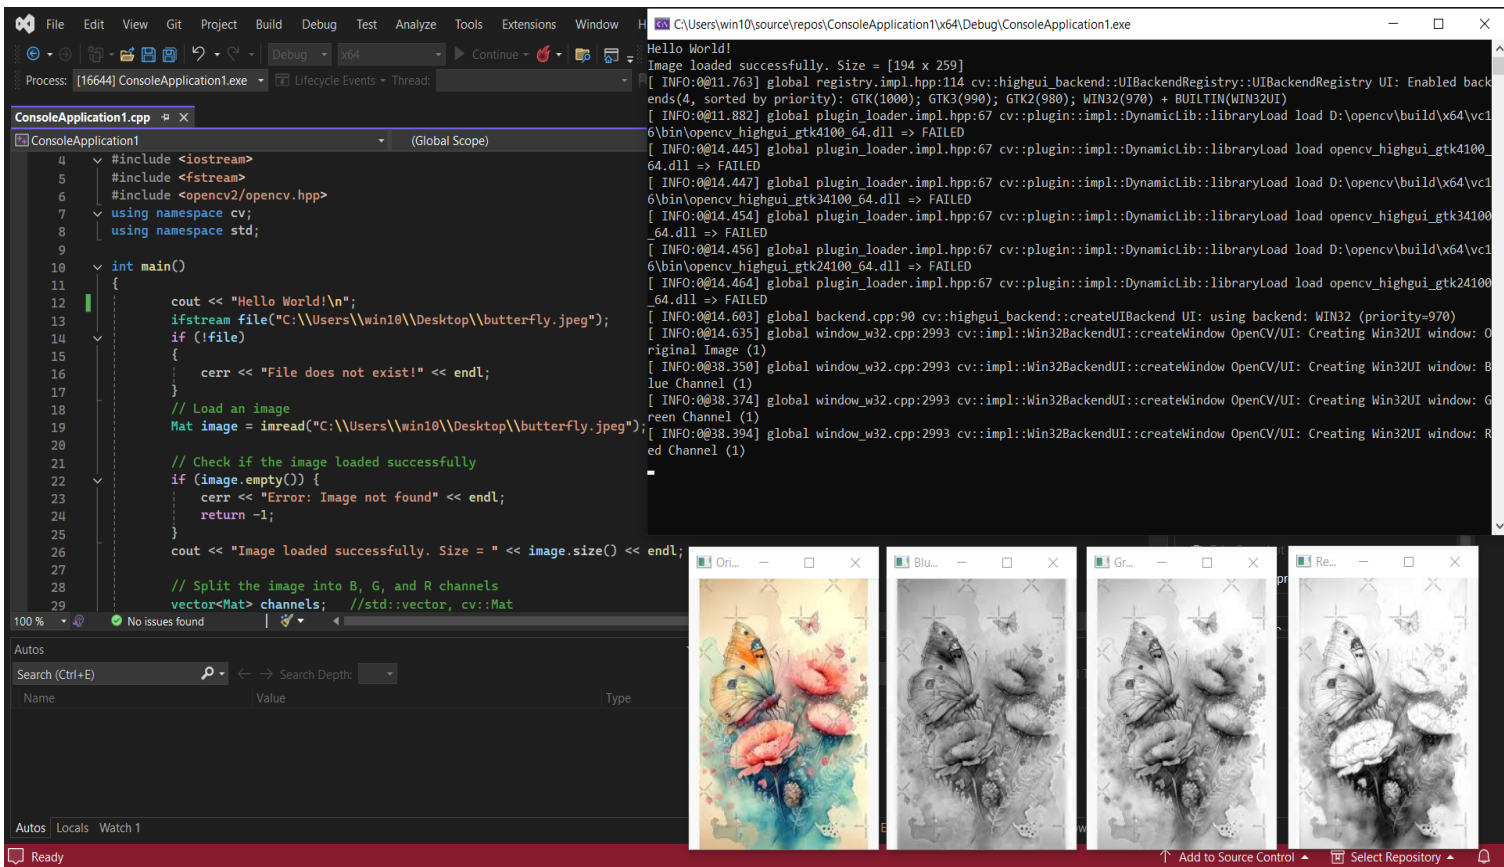 File Edit View Git Project Build Debug Test Analyze Tools Extensions Window H
Debug x64 Continue
Process: [16644] ConsoleApplication1.exe Lifecycle Events Thread:
ConsoleApplication1.cpp
ConsoleApplication1 (Global Scope)
4 #include <iostream>
5 #include <fstream>
6 #include <opencv2/opencv.hpp>
7 using namespace cv;
8 using namespace std;
9
10 int main()
11 {
12 cout << "Hello World!\n";
13 ifstream file("C:\\Users\\win10\\Desktop\\butterfly.jpeg");
14 if (!file)
15 {
16 cerr << "File does not exist!" << endl;
17 }
18 // Load an image
19 Mat image = imread("C:\\Users\\win10\\Desktop\\butterfly.jpeg");
20
21 // Check if the image loaded successfully
22 if (image.empty()) {
23 cerr << "Error: Image not found" << endl;
24 return -1;
25 }
26 cout << "Image loaded successfully. Size = " << image.size() << endl;
27
28 // Split the image into B, G, and R channels
29 vector<Mat> channels; //std::vector, cv::Mat
100 % No issues found
Autos
Search (Ctrl+E) Search Depth:
Name Value Type
Autos Locals Watch 1
Ready
Add to Source Control Select Repository
C:\Users\win10\source\repos\ConsoleApplication1\x64\Debug\ConsoleApplication1.exe
Hello World!
Image loaded successfully. Size = [194 x 259]
[ INFO:0@11.763] global registry.impl.hpp:114 cv::highgui_backend::UIBackendRegistry::UIBackendRegistry UI: Enabled back
ends(4, sorted by priority): GTK(1000); GTK3(990); GTK2(980); WIN32(970) + BUILTIN(WIN32UI)
[ INFO:0@11.882] global plugin_loader.impl.hpp:67 cv::plugin::impl::DynamicLib::libraryLoad load D:\opencv\build\x64\vc1
6\bin\opencv_highgui_gtk4100_64.dll => FAILED
[ INFO:0@14.445] global plugin_loader.impl.hpp:67 cv::plugin::impl::DynamicLib::libraryLoad load opencv_highgui_gtk4100_
64.dll => FAILED
[ INFO:0@14.447] global plugin_loader.impl.hpp:67 cv::plugin::impl::DynamicLib::libraryLoad load D:\opencv\build\x64\vc1
6\bin\opencv_highgui_gtk34100_64.dll => FAILED
[ INFO:0@14.454] global plugin_loader.impl.hpp:67 cv::plugin::impl::DynamicLib::libraryLoad load opencv_highgui_gtk34100
_64.dll => FAILED
[ INFO:0@14.456] global plugin_loader.impl.hpp:67 cv::plugin::impl::DynamicLib::libraryLoad load D:\opencv\build\x64\vc1
6\bin\opencv_highgui_gtk24100_64.dll => FAILED
[ INFO:0@14.464] global plugin_loader.impl.hpp:67 cv::plugin::impl::DynamicLib::libraryLoad load opencv_highgui_gtk24100
_64.dll => FAILED
[ INFO:0@14.603] global backend.cpp:90 cv::highgui_backend::createUIBackend UI: using backend: WIN32 (priority=970)
[ INFO:0@14.635] global window_w32.cpp:2993 cv::impl::Win32BackendUI::createWindow OpenCV/UI: Creating Win32UI window: O
riginal Image (1)
[ INFO:0@38.350] global window_w32.cpp:2993 cv::impl::Win32BackendUI::createWindow OpenCV/UI: Creating Win32UI window: B
lue Channel (1)
[ INFO:0@38.374] global window_w32.cpp:2993 cv::impl::Win32BackendUI::createWindow OpenCV/UI: Creating Win32UI window: G
reen Channel (1)
[ INFO:0@38.394] global window_w32.cpp:2993 cv::impl::Win32BackendUI::createWindow OpenCV/UI: Creating Win32UI window: R
ed Channel (1)
Ori...
Blu...
Gr...
Re...